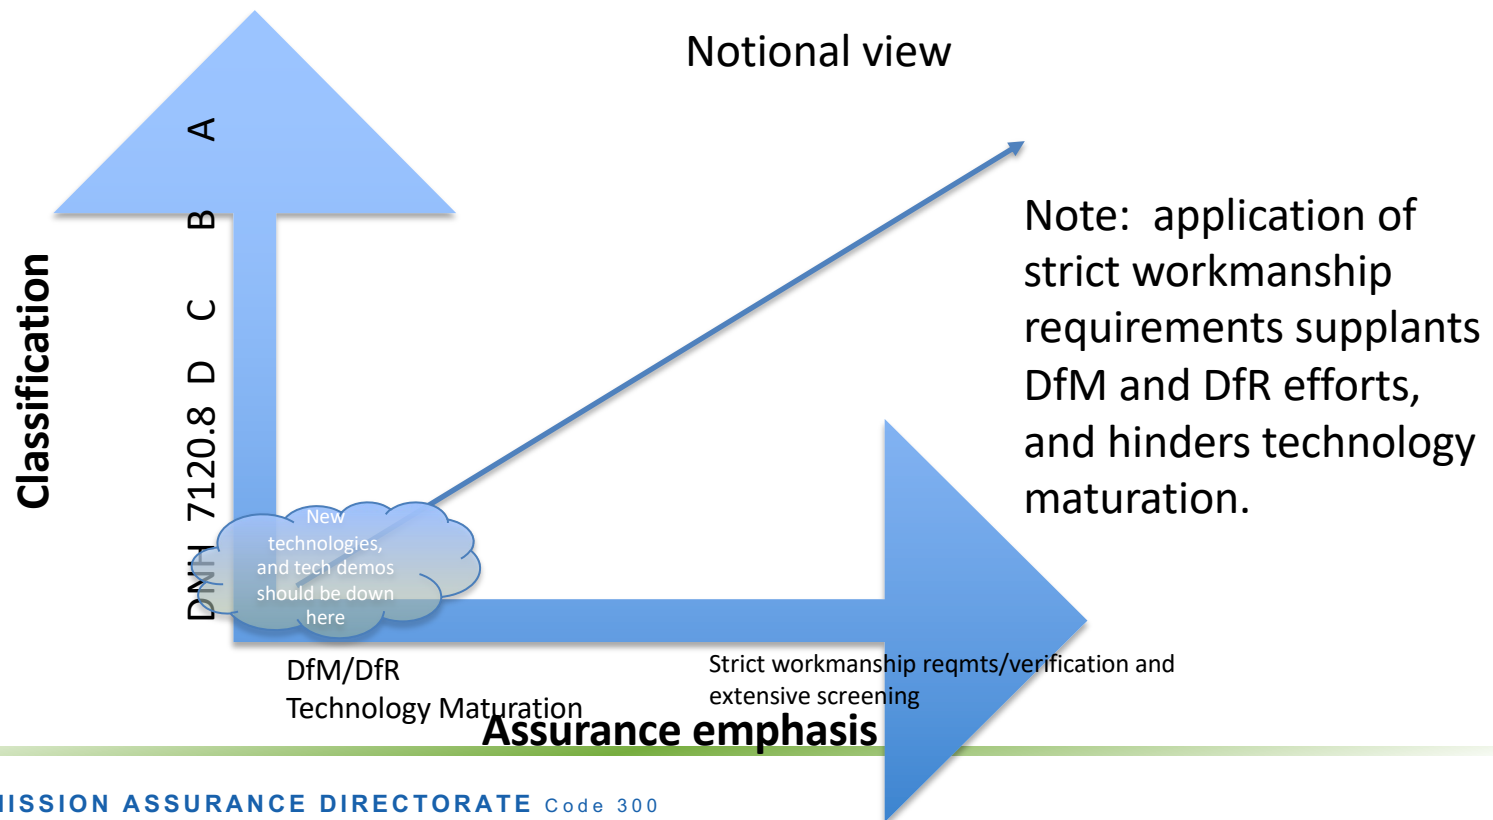 Notional view
Classification
DNH 7120.8 D C B A
Note: application of
strict workmanship
requirements supplants
DfM and DfR efforts,
and hinders technology
maturation.
New
technologies,
and tech demos
should be down
here
DfM/DfR
Technology Maturation
Strict workmanship reqmts/verification and
extensive screening
Assurance emphasis
MISSION ASSURANCE DIRECTORATE Code 300